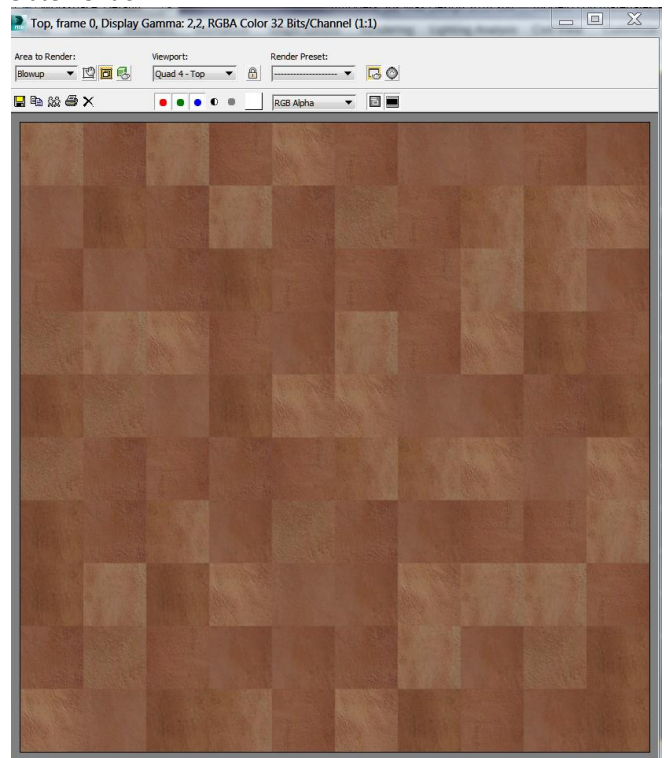 Top, frame 0, Display Gamma: 2,2, RGBA Color 32 Bits/Channel (1:1)
Area to Render:
Viewport:
Render Preset:
Blowup
Quad 4 - Top
RGB Alpha